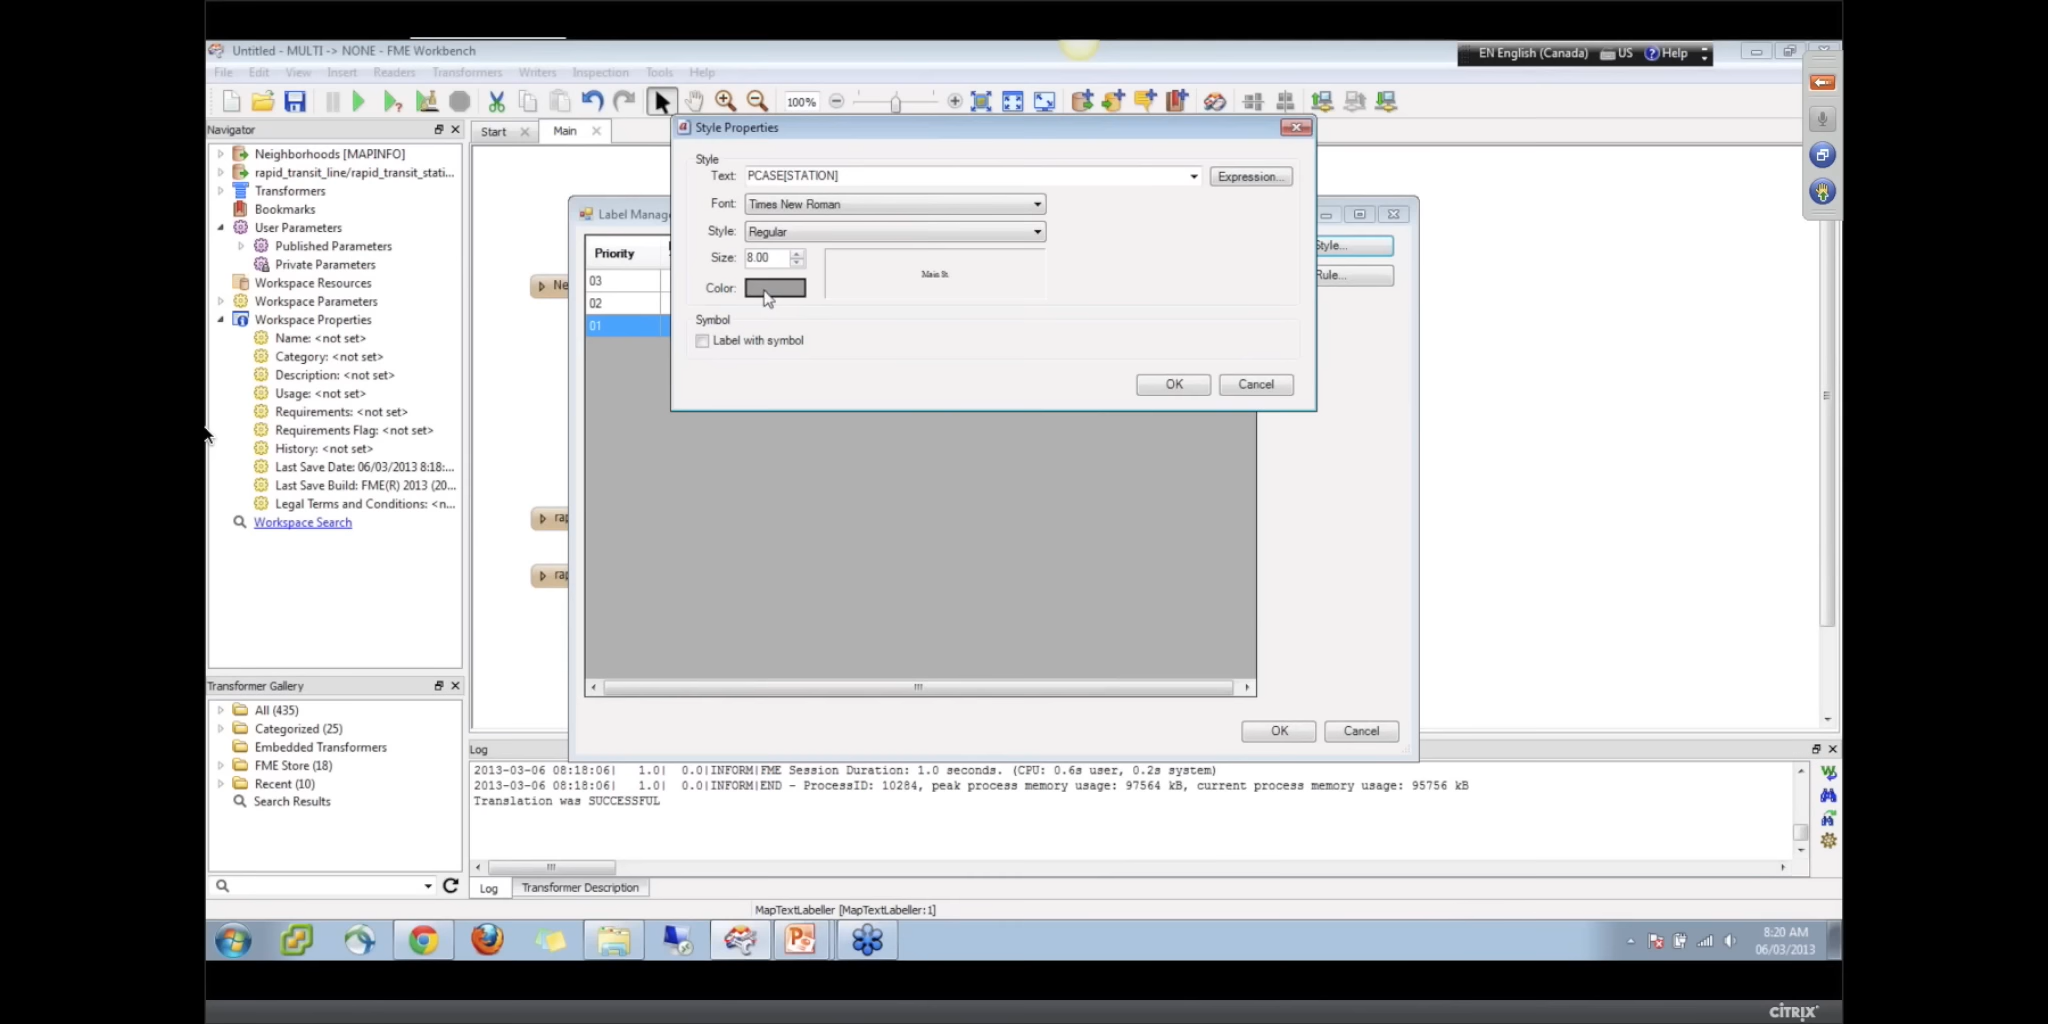 Untitled - MULTI -> NONE - FME Workbench
EN English (Canada) US Help
File Edit View Insert Readers Transformers Writers Inspection Tools Help
100%
Navigator
Start Main
Style Properties
Neighborhoods [MAPINFO]
rapid_transit_line/rapid_transit_stati...
Transformers
Bookmarks
User Parameters
Published Parameters
Private Parameters
Workspace Resources
Workspace Parameters
Workspace Properties
Name: <not set>
Category: <not set>
Description: <not set>
Usage: <not set>
Requirements: <not set>
Requirements Flag: <not set>
History: <not set>
Last Save Date: 06/03/2013 8:18:...
Last Save Build: FME(R) 2013 (20...
Legal Terms and Conditions: <n...
Workspace Search
Style
Text: PCASE[STATION] Expression...
Font: Times New Roman
Style: Regular
Size: 8.00
Main St
Color:
Symbol
Label with symbol
OK Cancel
Label Manag
Priority
03
02
01
Style...
Rule...
Ne
rap
rap
OK Cancel
Transformer Gallery
All (435)
Categorized (25)
Embedded Transformers
FME Store (18)
Recent (10)
Search Results
Log
2013-03-06 08:18:06| 1.0| 0.0|INFORM|FME Session Duration: 1.0 seconds. (CPU: 0.6s user, 0.2s system)
2013-03-06 08:18:06| 1.0| 0.0|INFORM|END - ProcessID: 10284, peak process memory usage: 97564 kB, current process memory usage: 95756 kB
Translation was SUCCESSFUL
Log Transformer Description
MapTextLabeller [MapTextLabeller:1]
8:20 AM
06/03/2013
CITRIX